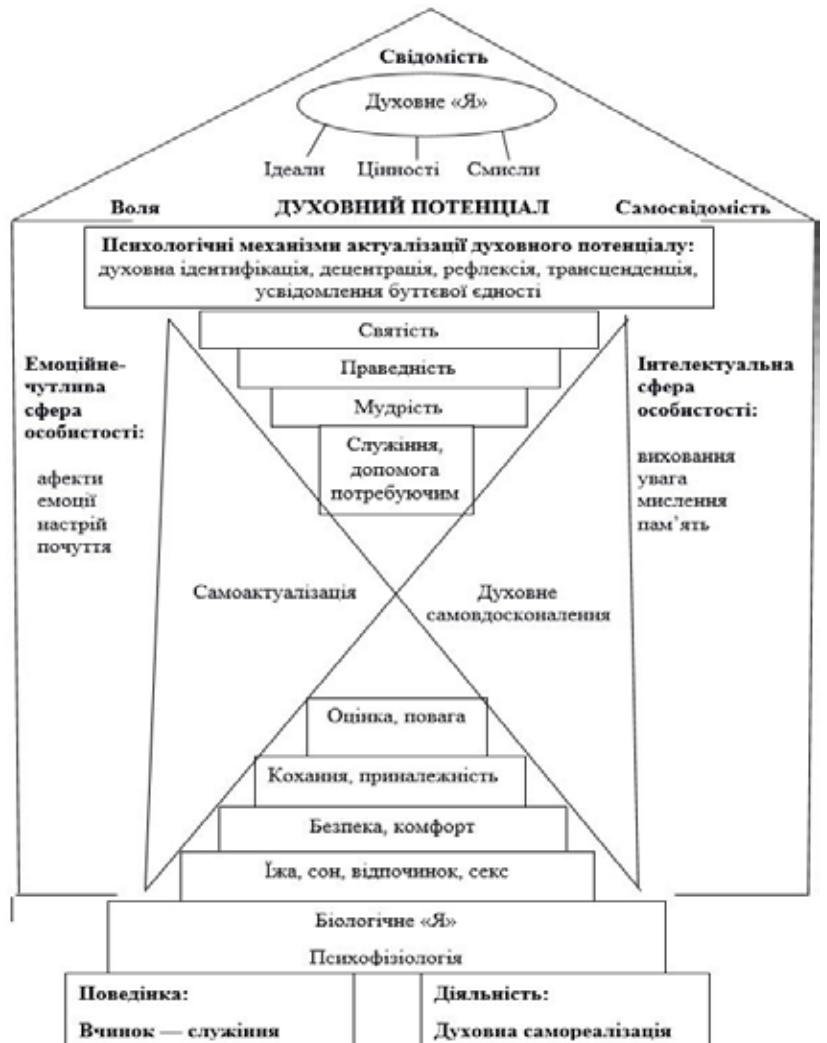 Свідомість
Духовне «Я»
Ідеали Цінності Смисли
Воля ДУХОВНИЙ ПОТЕНЦІАЛ Самосвідомість
Психологічні механізми актуалізації духовного потенціалу:
духовна ідентифікація, децентрація, рефлексія, трансценденція,
усвідомлення буттєвої єдності
Святість
Праведність
Мудрість
Служіння,
допомога
потребуючим
Емоційне-
чутлива
сфера
особистості:
афекти
емоції
настрій
почуття
Інтелектуальна
сфера
особистості:
виховання
увага
мислення
пам’ять
Самоактуалізація
Духовне
самовдосконалення
Оцінка, повага
Кохання, приналежність
Безпека, комфорт
Їжа, сон, відпочинок, секс
Біологічне «Я»
Психофізіологія
Поведінка:
Вчинок — служіння
Діяльність:
Духовна самореалізація